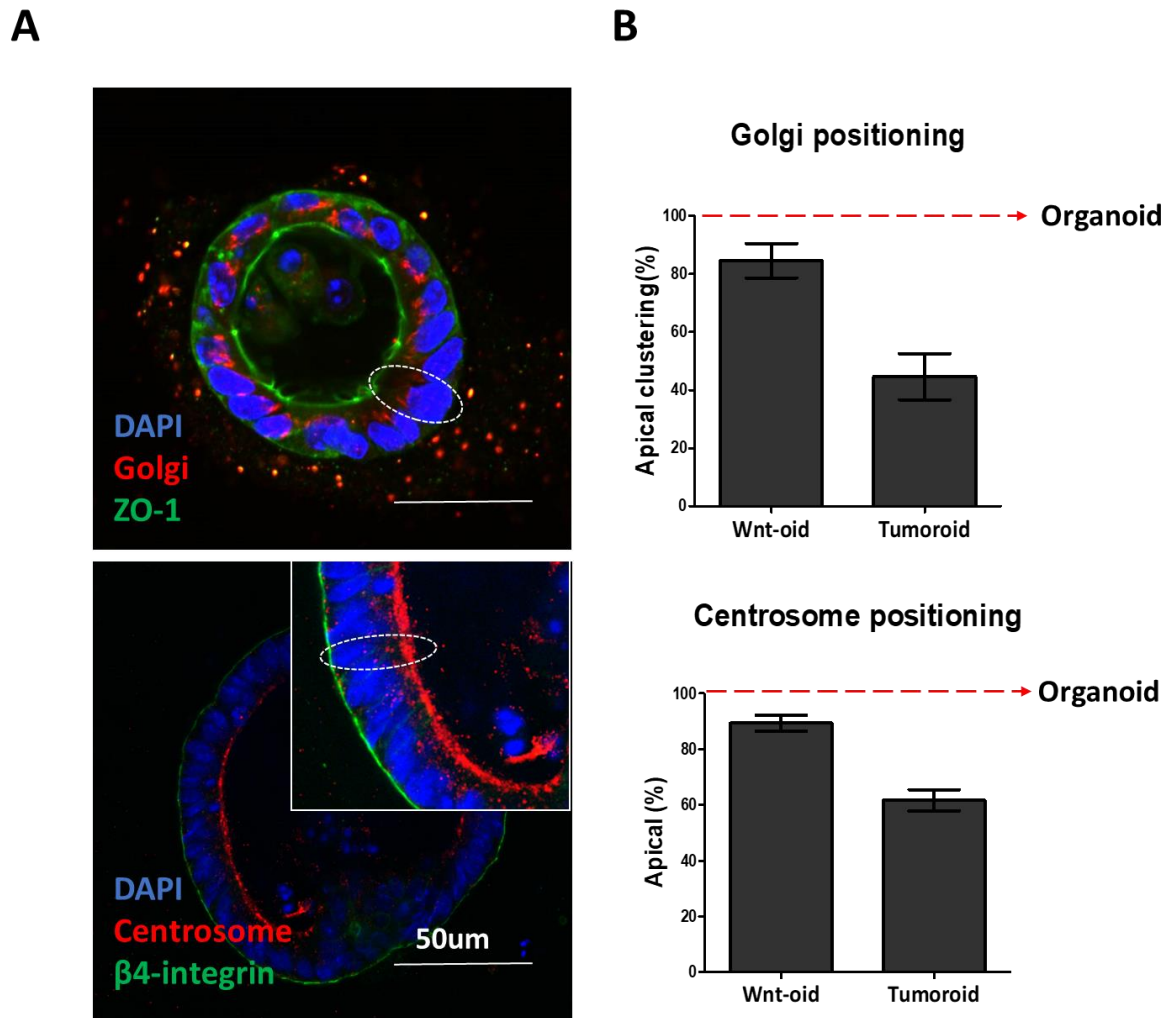 A
DAPI
Golgi
ZO-1
DAPI
Centrosome
β4-integrin
50um
B
Golgi positioning
Apical clustering(%)
100
80
60
40
20
0
Organoid
Wnt-oid
Tumoroid
Centrosome positioning
Apical (%)
100
80
60
40
20
0
Organoid
Wnt-oid
Tumoroid